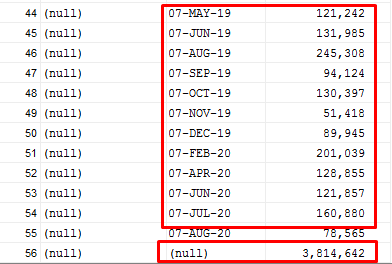 44 (null) 07-MAY-19 121,242
45 (null) 07-JUN-19 131,985
46 (null) 07-AUG-19 245,308
47 (null) 07-SEP-19 94,124
48 (null) 07-OCT-19 130,397
49 (null) 07-NOV-19 51,418
50 (null) 07-DEC-19 89,945
51 (null) 07-FEB-20 201,039
52 (null) 07-APR-20 128,855
53 (null) 07-JUN-20 121,857
54 (null) 07-JUL-20 160,880
55 (null) 07-AUG-20 78,565
56 (null) (null) 3,814,642